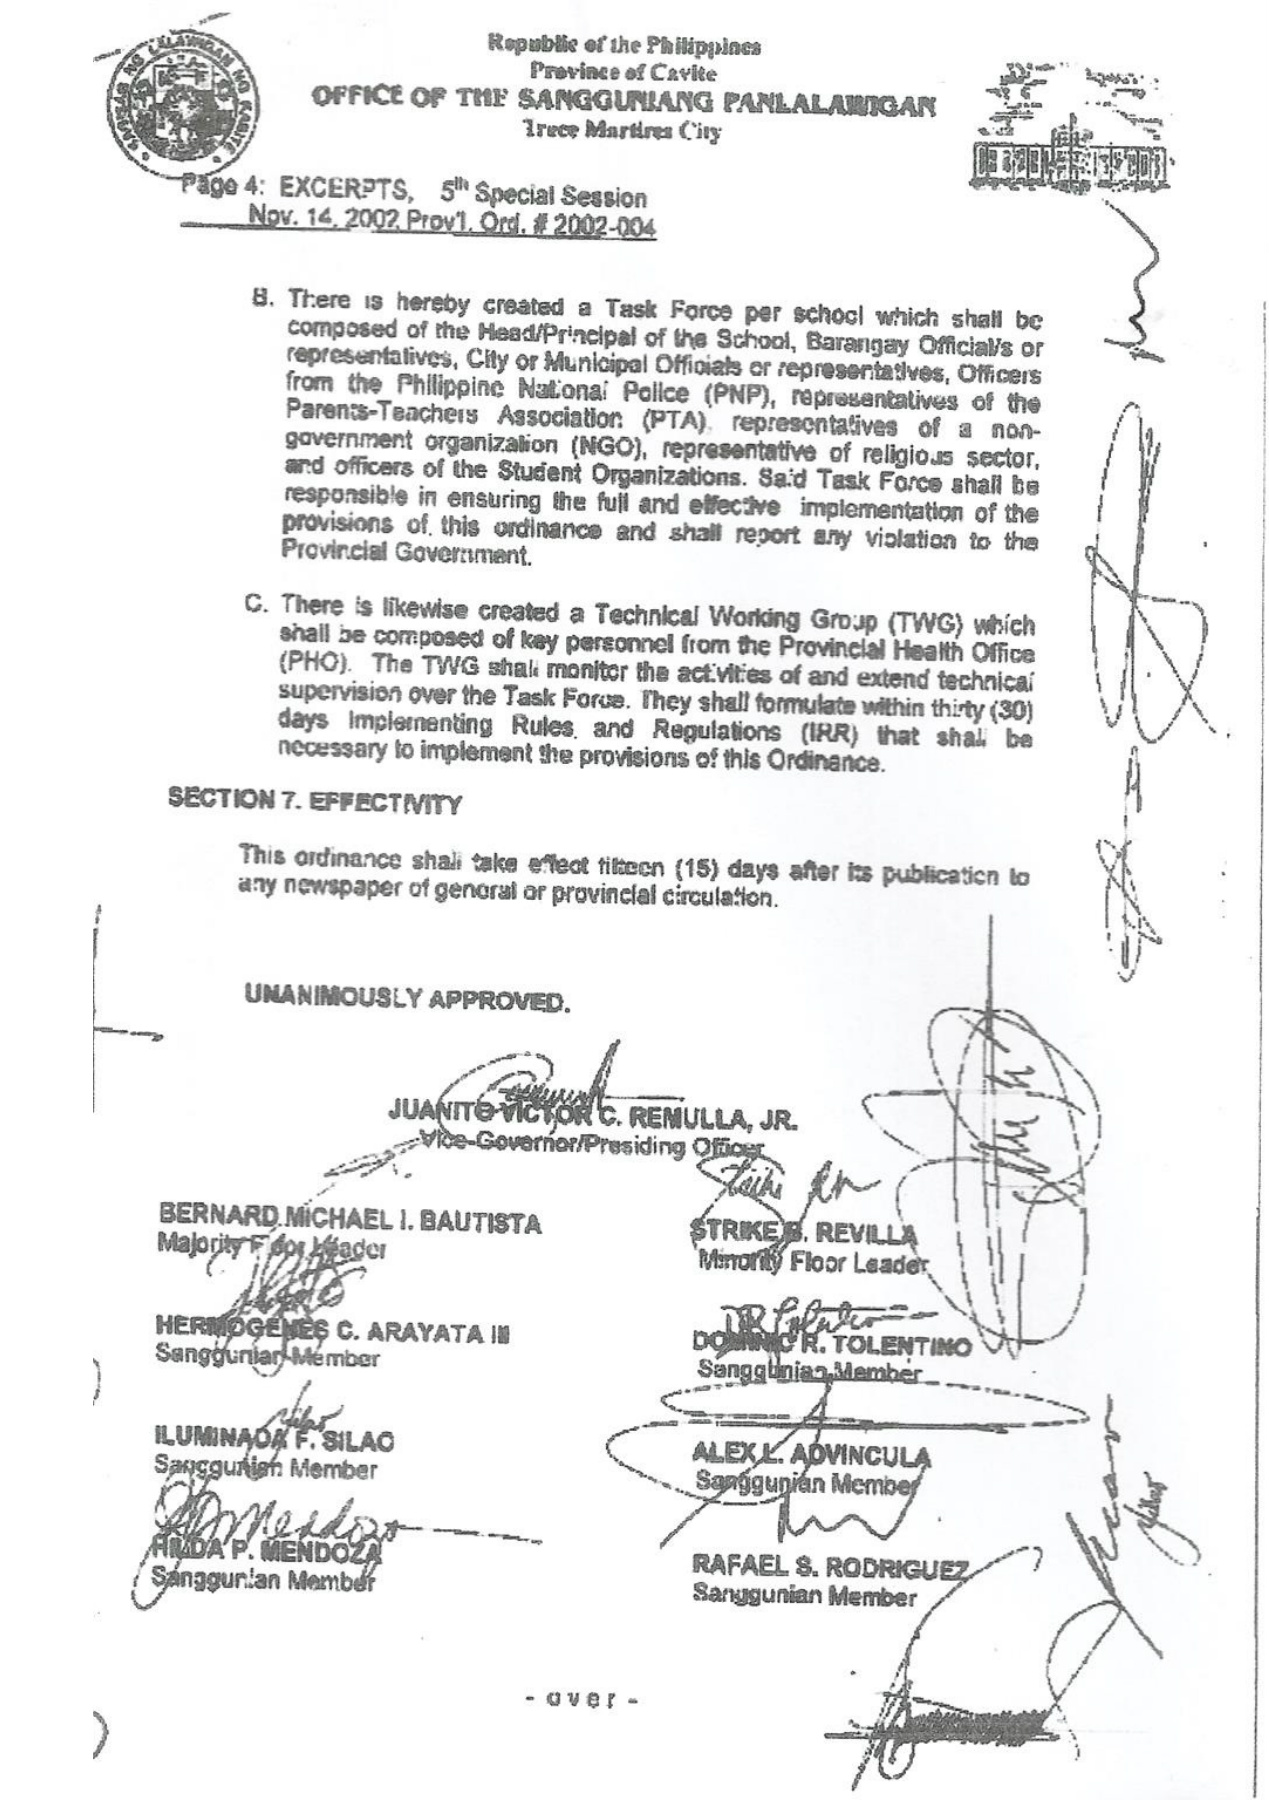 Republic of the Philippines
Province of Cavite
OFFICE OF THE SANGGUNIANG PANLALAWIGAN
Trece Martires City
Page 4: EXCERPTS, 5th Special Session
Nov. 14, 2002 Prov'l. Ord. # 2002-004
B. There is hereby created a Task Force per school which shall be
composed of the Head/Principal of the School, Barangay Official/s or
representatives, City or Municipal Officials or representatives, Officers
from the Philippine National Police (PNP), representatives of the
Parents-Teachers Association (PTA), representatives of a non-
government organization (NGO), representative of religious sector,
and officers of the Student Organizations. Said Task Force shall be
responsible in ensuring the full and effective implementation of the
provisions of this ordinance and shall report any violation to the
Provincial Government.
C. There is likewise created a Technical Working Group (TWG) which
shall be composed of key personnel from the Provincial Health Office
(PHO). The TWG shall monitor the activities of and extend technical
supervision over the Task Force. They shall formulate within thirty (30)
days Implementing Rules and Regulations (IRR) that shall be
necessary to implement the provisions of this Ordinance.
SECTION 7. EFFECTIVITY
This ordinance shall take effect fifteen (15) days after its publication to
any newspaper of general or provincial circulation.
UNANIMOUSLY APPROVED.
JUANITO VICTOR C. REMULLA, JR.
Vice-Governor/Presiding Officer
BERNARD MICHAEL I. BAUTISTA
Majority Floor Leader
STRIKE B. REVILLA
Minority Floor Leader
HERMOGENES C. ARAYATA III
Sanggunian Member
DOMINIC R. TOLENTINO
Sanggunian Member
ILUMINADA F. SILAO
Sanggunian Member
ALEX L. ADVINCULA
Sanggunian Member
HILDA P. MENDOZA
Sanggunian Member
RAFAEL S. RODRIGUEZ
Sanggunian Member
- over -